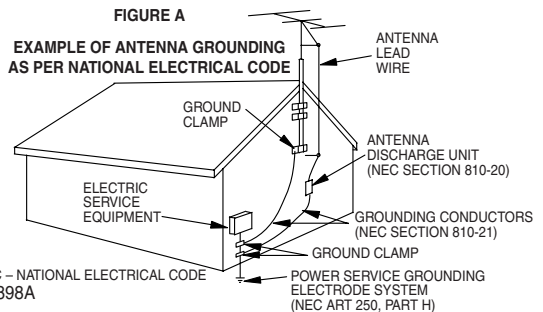 FIGURE A
EXAMPLE OF ANTENNA GROUNDING
AS PER NATIONAL ELECTRICAL CODE
ANTENNA
LEAD
WIRE
GROUND
CLAMP
ANTENNA
DISCHARGE UNIT
(NEC SECTION 810-20)
ELECTRIC
SERVICE
EQUIPMENT
GROUNDING CONDUCTORS
(NEC SECTION 810-21)
GROUND CLAMP
POWER SERVICE GROUNDING
ELECTRODE SYSTEM
(NEC ART 250, PART H)
C – NATIONAL ELECTRICAL CODE
898A